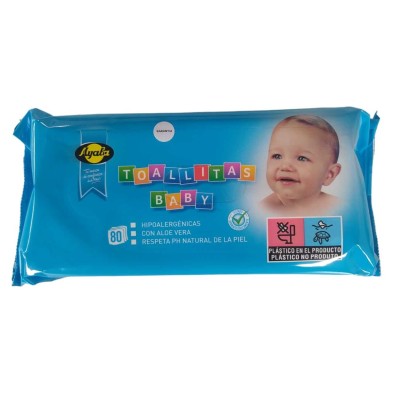 Ayala
TOALLITAS
BABY
80
HIPOALERGÉNICAS
CON ALOE VERA
RESPETA PH NATURAL DE LA PIEL
PLÁSTICO EN EL PRODUCTO
PLÁSTICO NO PRODUTO